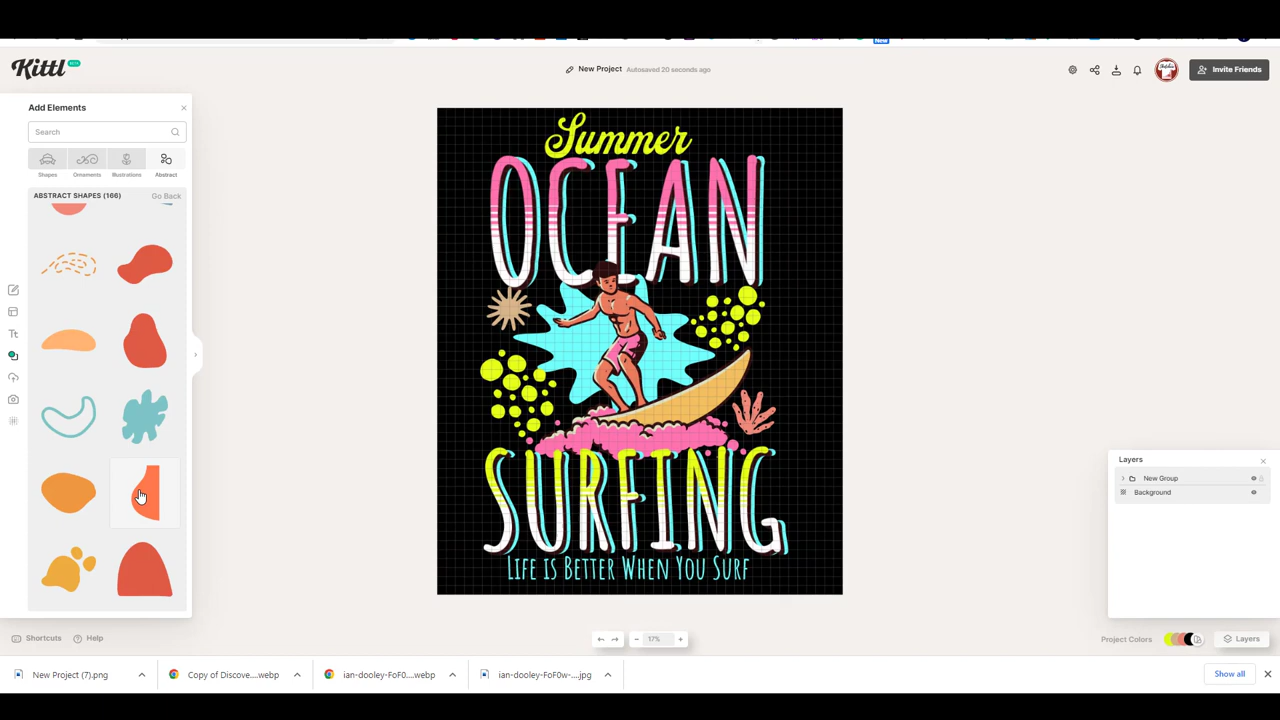 New
Kittl BETA
New Project Autosaved 20 seconds ago
Invite Friends
Add Elements
Search
Shapes Ornaments Illustrations Abstract
ABSTRACT SHAPES (166) Go Back
Summer
OCEAN
SURFING
LIFE IS BETTER WHEN YOU SURF
Tt
Layers
New Group
Background
Shortcuts Help
17%
Project Colors
Layers
New Project (7).png
Copy of Discove....webp
ian-dooley-FoF0....webp
ian-dooley-FoF0w-....jpg
Show all